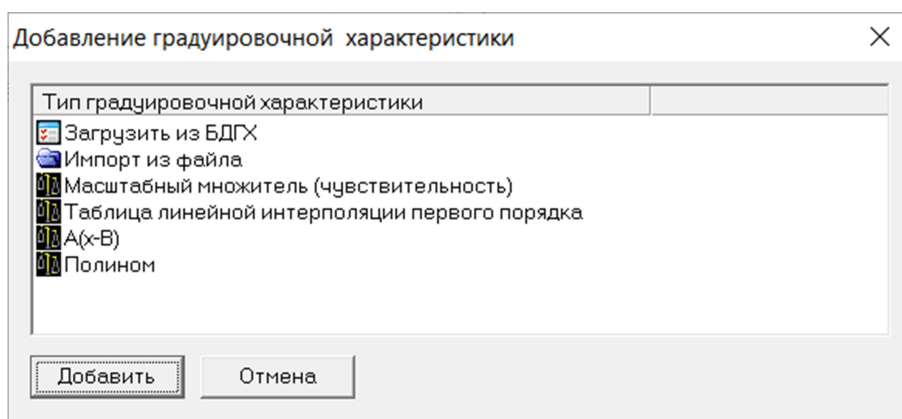 Добавление градуировочной характеристики
Тип градуировочной характеристики
Загрузить из БДГХ
Импорт из файла
Масштабный множитель (чувствительность)
Таблица линейной интерполяции первого порядка
A(x-B)
Полином
Добавить
Отмена